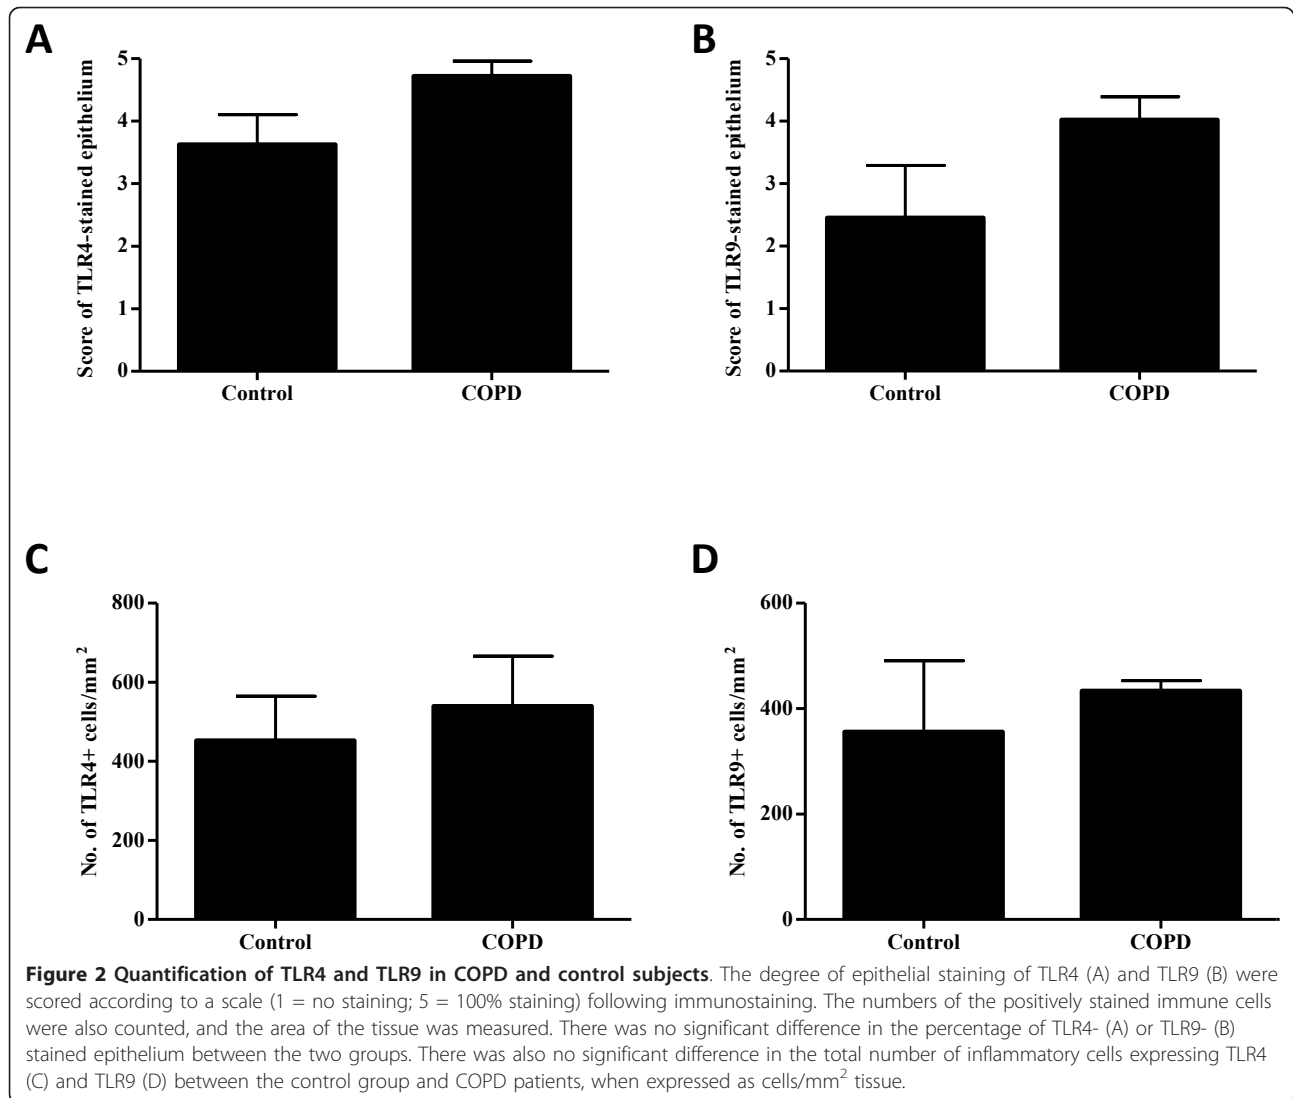 A
Score of TLR4-stained epithelium
5
4
3
2
1
0
Control COPD
B
Score of TLR9-stained epithelium
5
4
3
2
1
0
Control COPD
C
No. of TLR4+ cells/mm²
800
600
400
200
0
Control COPD
D
No. of TLR9+ cells/mm²
600
400
200
0
Control COPD
Figure 2 Quantification of TLR4 and TLR9 in COPD and control subjects. The degree of epithelial staining of TLR4 (A) and TLR9 (B) were
scored according to a scale (1 = no staining; 5 = 100% staining) following immunostaining. The numbers of the positively stained immune cells
were also counted, and the area of the tissue was measured. There was no significant difference in the percentage of TLR4- (A) or TLR9- (B)
stained epithelium between the two groups. There was also no significant difference in the total number of inflammatory cells expressing TLR4
(C) and TLR9 (D) between the control group and COPD patients, when expressed as cells/mm² tissue.